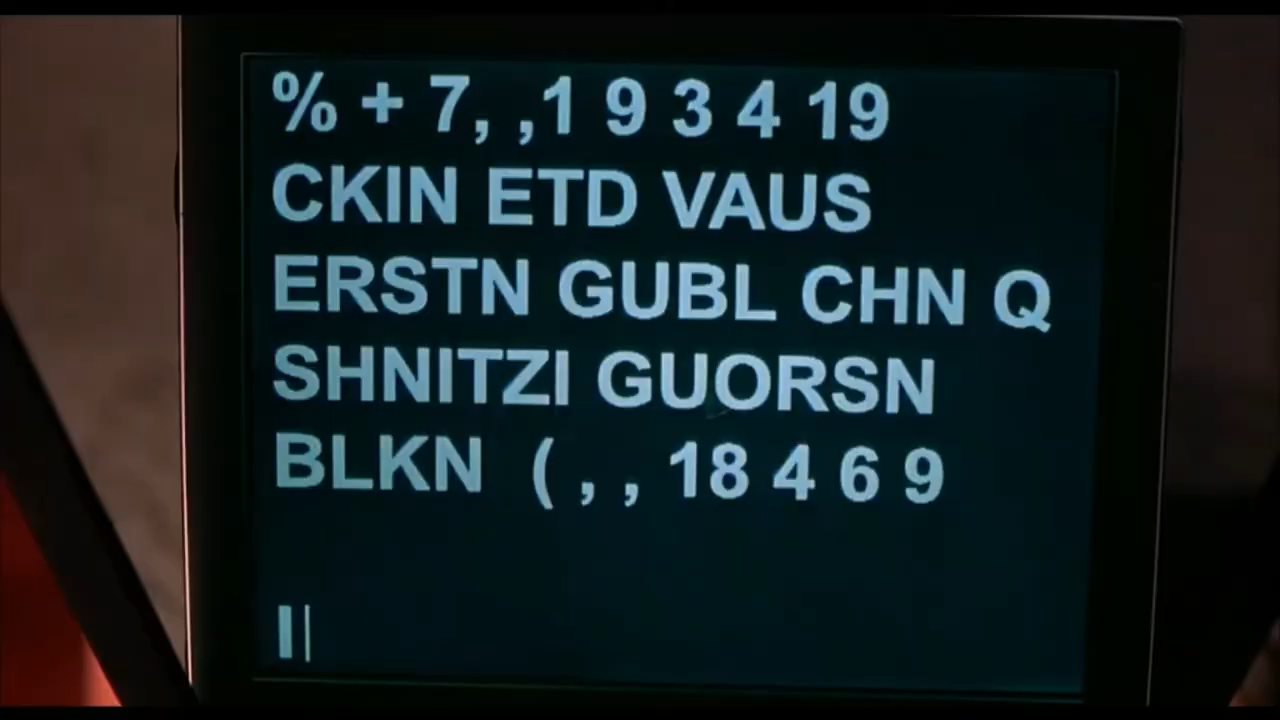 % + 7, ,1 9 3 4 19
CKIN ETD VAUS
ERSTN GUBL CHN Q
SHNITZI GUORSN
BLKN ( , , 18 4 6 9